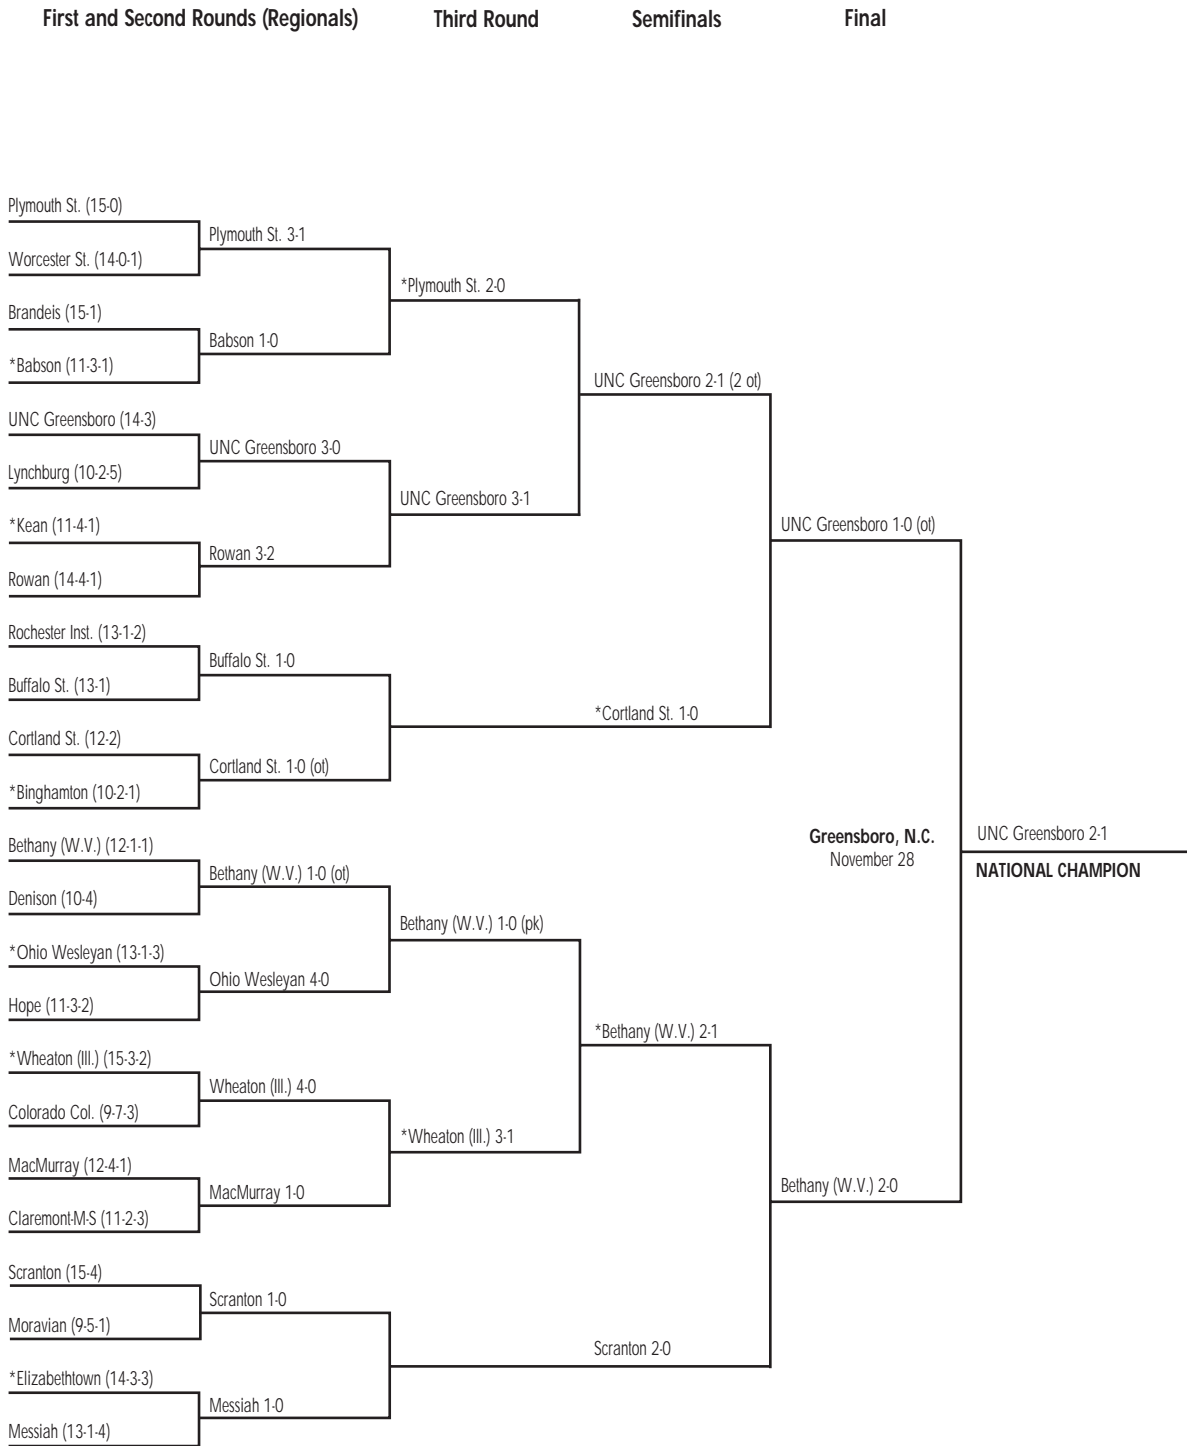 First and Second Rounds (Regionals) Third Round Semifinals Final
Plymouth St. (15-0)
Plymouth St. 3-1
Worcester St. (14-0-1)
*Plymouth St. 2-0
Brandeis (15-1)
Babson 1-0
*Babson (11-3-1)
UNC Greensboro 2-1 (2 ot)
UNC Greensboro (14-3)
UNC Greensboro 3-0
Lynchburg (10-2-5)
UNC Greensboro 3-1
*Kean (11-4-1)
UNC Greensboro 1-0 (ot)
Rowan 3-2
Rowan (14-4-1)
Rochester Inst. (13-1-2)
Buffalo St. 1-0
Buffalo St. (13-1)
*Cortland St. 1-0
Cortland St. (12-2)
Cortland St. 1-0 (ot)
*Binghamton (10-2-1)
Greensboro, N.C.
November 28
UNC Greensboro 2-1
NATIONAL CHAMPION
Bethany (W.V.) (12-1-1)
Bethany (W.V.) 1-0 (ot)
Denison (10-4)
Bethany (W.V.) 1-0 (pk)
*Ohio Wesleyan (13-1-3)
Ohio Wesleyan 4-0
Hope (11-3-2)
*Bethany (W.V.) 2-1
*Wheaton (Ill.) (15-3-2)
Wheaton (Ill.) 4-0
Colorado Col. (9-7-3)
*Wheaton (Ill.) 3-1
MacMurray (12-4-1)
MacMurray 1-0
Bethany (W.V.) 2-0
Claremont-M-S (11-2-3)
Scranton (15-4)
Scranton 1-0
Moravian (9-5-1)
Scranton 2-0
*Elizabethtown (14-3-3)
Messiah 1-0
Messiah (13-1-4)